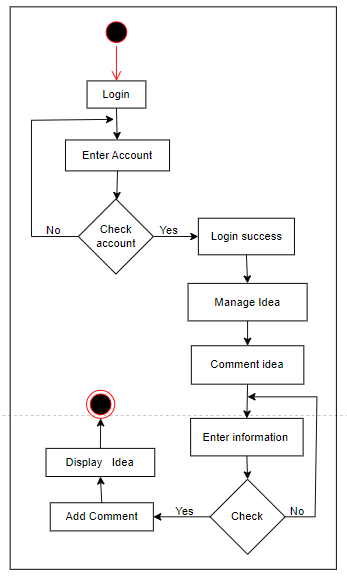 Login
Enter Account
Check
account
No
Yes
Login success
Manage Idea
Comment idea
Enter information
Display Idea
Check
No
Yes
Add Comment